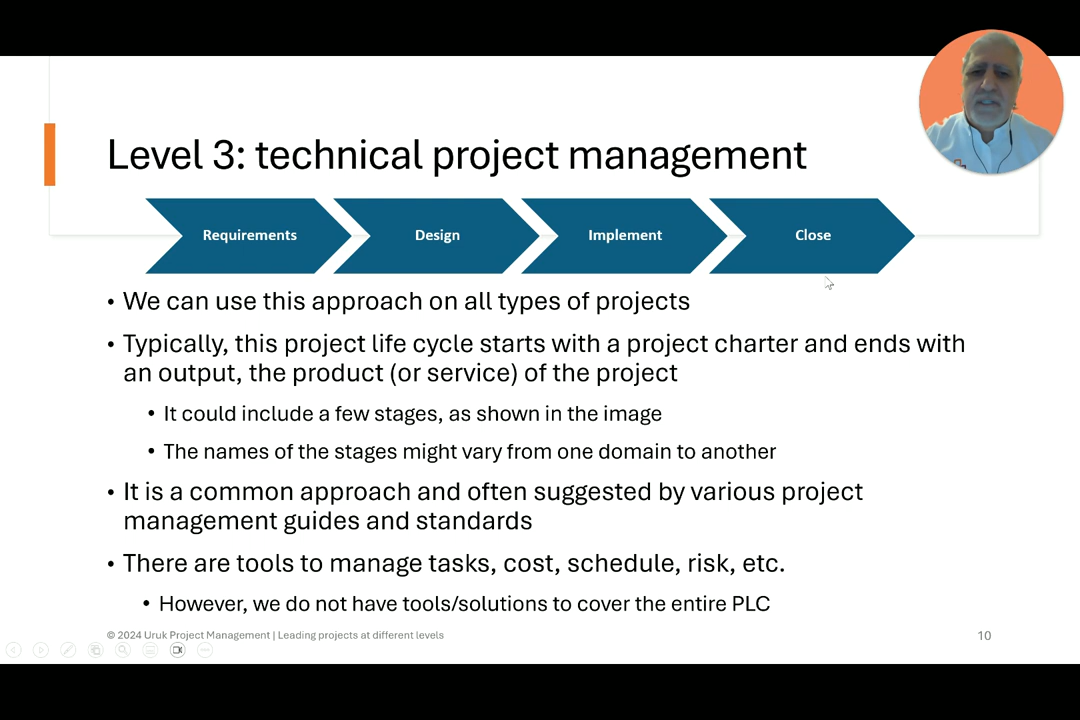 Level 3: technical project management
Requirements
Design
Implement
Close
• We can use this approach on all types of projects
• Typically, this project life cycle starts with a project charter and ends with
an output, the product (or service) of the project
• It could include a few stages, as shown in the image
• The names of the stages might vary from one domain to another
• It is a common approach and often suggested by various project
management guides and standards
• There are tools to manage tasks, cost, schedule, risk, etc.
• However, we do not have tools/solutions to cover the entire PLC
© 2024 Uruk Project Management | Leading projects at different levels
10